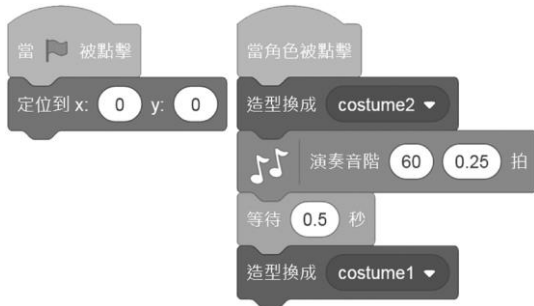 當 被點擊
定位到 x: 0 y: 0
當角色被點擊
造型換成 costume2
演奏音階 60 0.25 拍
等待 0.5 秒
造型換成 costume1